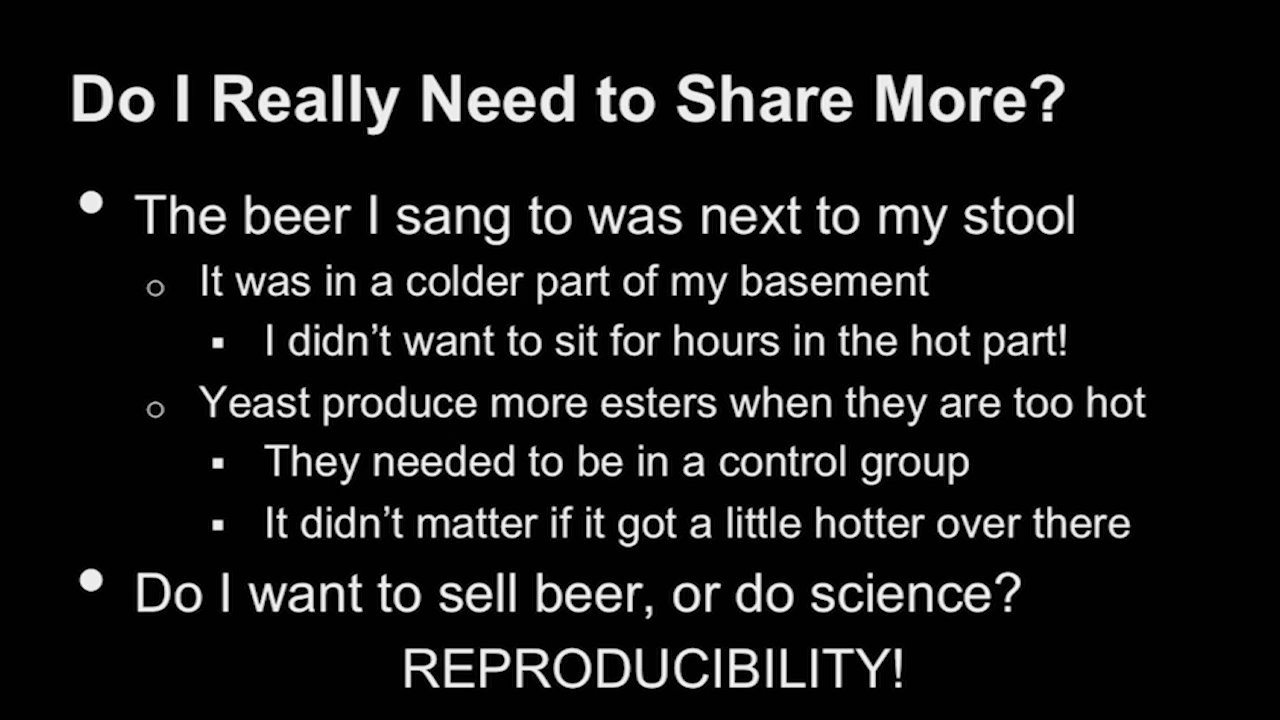 Do I Really Need to Share More?
• The beer I sang to was next to my stool
o It was in a colder part of my basement
▪ I didn’t want to sit for hours in the hot part!
o Yeast produce more esters when they are too hot
▪ They needed to be in a control group
▪ It didn’t matter if it got a little hotter over there
• Do I want to sell beer, or do science?
REPRODUCIBILITY!